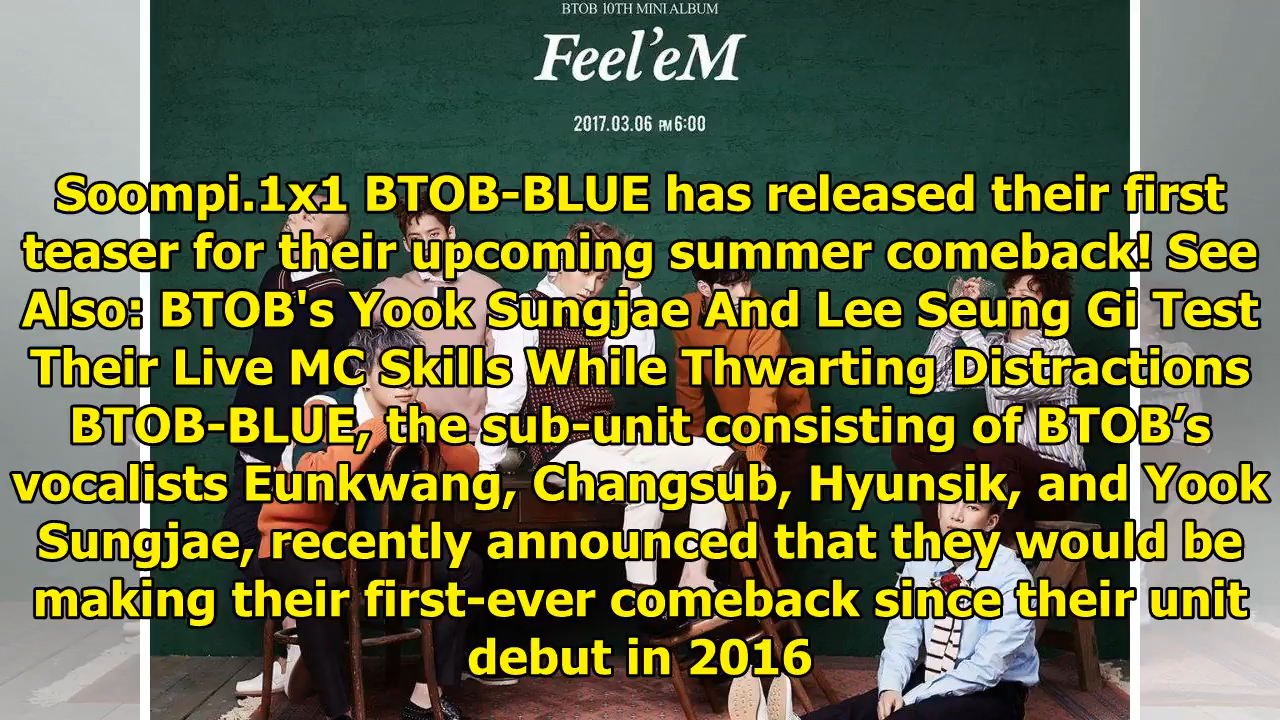 BTOB 10TH MINI ALBUM
Feel'eM
2017.03.06 PM 6:00
Soompi.1x1 BTOB-BLUE has released their first
teaser for their upcoming summer comeback! See
Also: BTOB's Yook Sungjae And Lee Seung Gi Test
Their Live MC Skills While Thwarting Distractions
BTOB-BLUE, the sub-unit consisting of BTOB’s
vocalists Eunkwang, Changsub, Hyunsik, and Yook
Sungjae, recently announced that they would be
making their first-ever comeback since their unit
debut in 2016